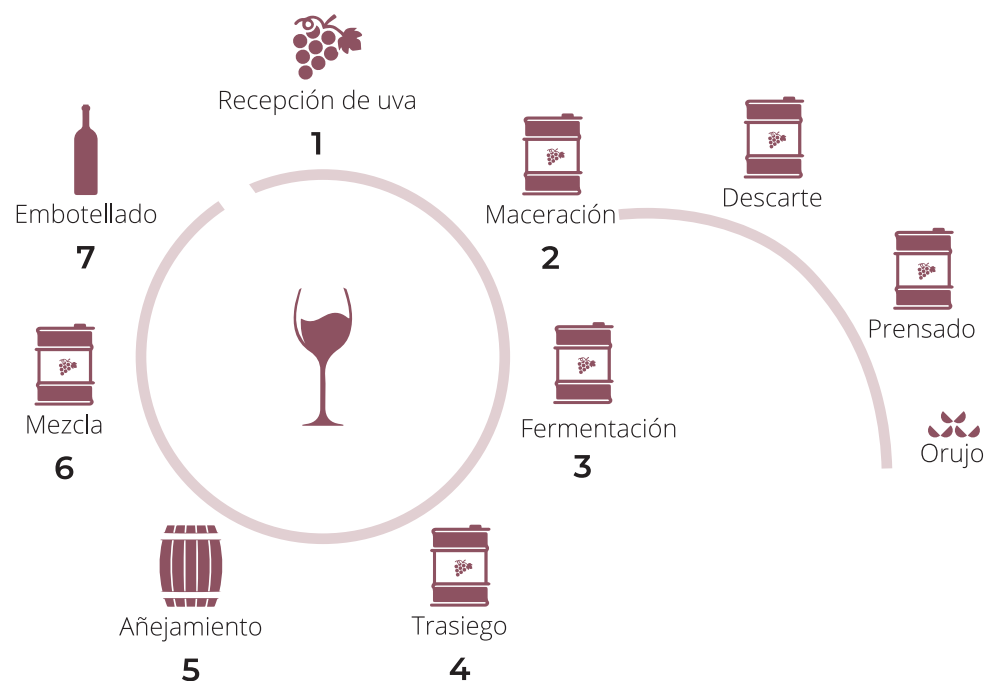 Recepción de uva
1
Maceración
2
Descarte
Prensado
Orujo
Fermentación
3
Trasiego
4
Añejamiento
5
Mezcla
6
Embotellado
7